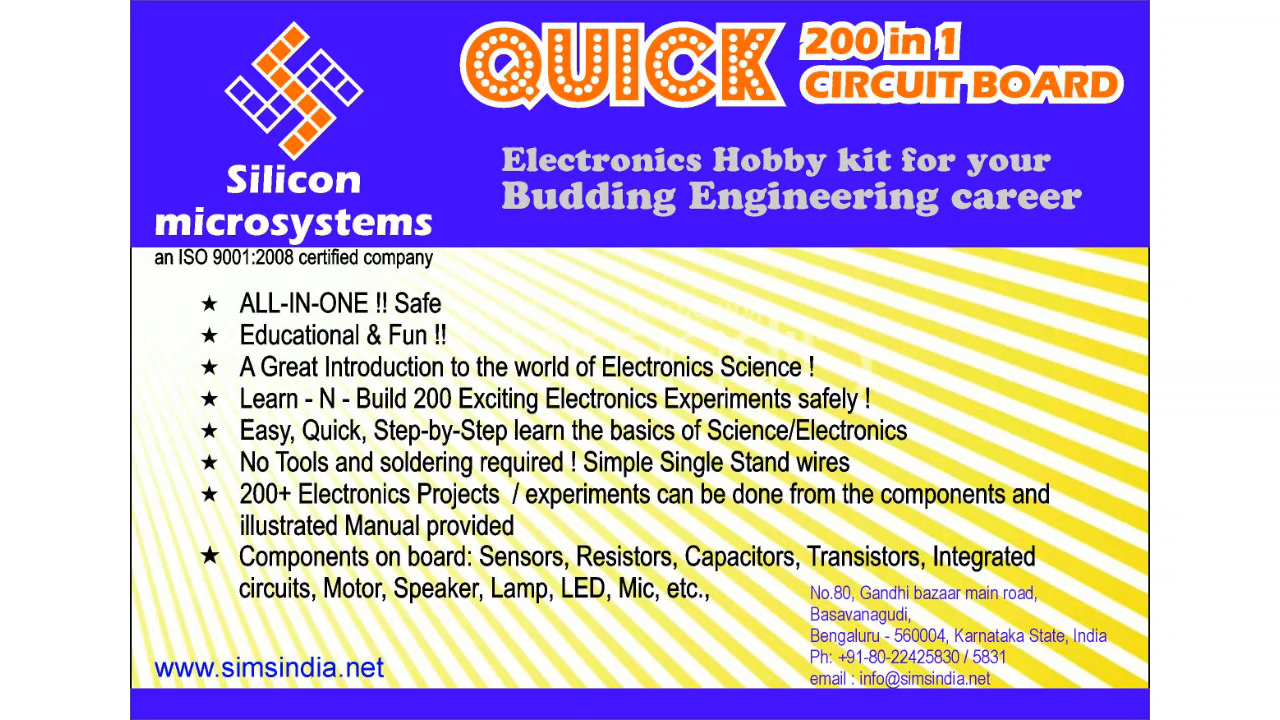 QUICK 200 in 1
CIRCUIT BOARD
Electronics Hobby kit for your
Budding Engineering career
Silicon
microsystems
an ISO 9001:2008 certified company
★ ALL-IN-ONE !! Safe
★ Educational & Fun !!
★ A Great Introduction to the world of Electronics Science !
★ Learn - N - Build 200 Exciting Electronics Experiments safely !
★ Easy, Quick, Step-by-Step learn the basics of Science/Electronics
★ No Tools and soldering required ! Simple Single Stand wires
★ 200+ Electronics Projects / experiments can be done from the components and
illustrated Manual provided
★ Components on board: Sensors, Resistors, Capacitors, Transistors, Integrated
circuits, Motor, Speaker, Lamp, LED, Mic, etc.,
No.80, Gandhi bazaar main road,
Basavanagudi,
Bengaluru - 560004, Karnataka State, India
Ph: +91-80-22425830 / 5831
email : info@simsindia.net
www.simsindia.net